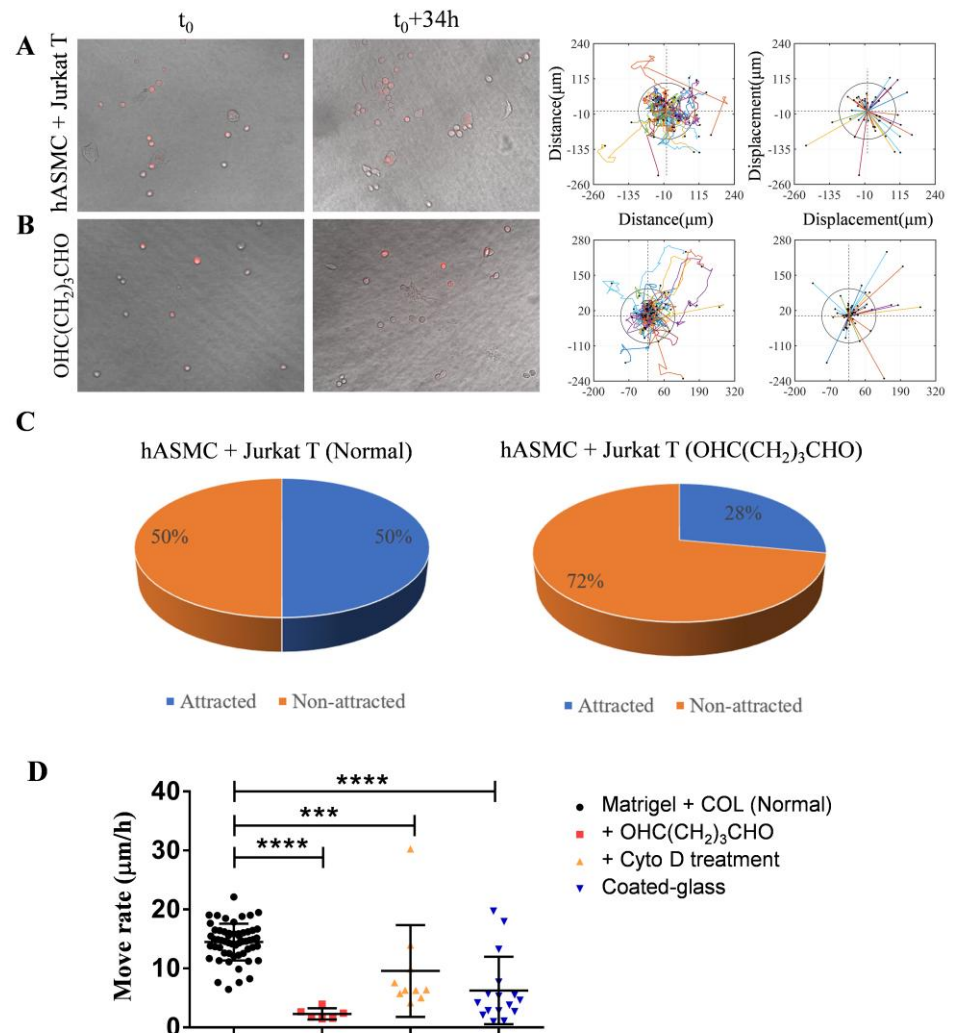 t0 t0+34h
A
hASMC + Jurkat T
Distance(μm)
240
115
-10
-135
-260
-260 -135 -10 115 240
Distance(μm)
Displacement(μm)
240
115
-10
-135
-260
-260 -135 -10 115 240
Displacement(μm)
B
OHC(CH2)3CHO
280
150
20
-110
-240
-200 -70 60 190 320
280
150
20
-110
-240
-200 -70 60 190 320
C
hASMC + Jurkat T (Normal)
50% 50%
Attracted Non-attracted
hASMC + Jurkat T (OHC(CH2)3CHO)
28%
72%
Attracted Non-attracted
D
Move rate (μm/h)
40
30
20
10
0
****
***
****
Matrigel + COL (Normal)
+ OHC(CH2)3CHO
+ Cyto D treatment
Coated-glass